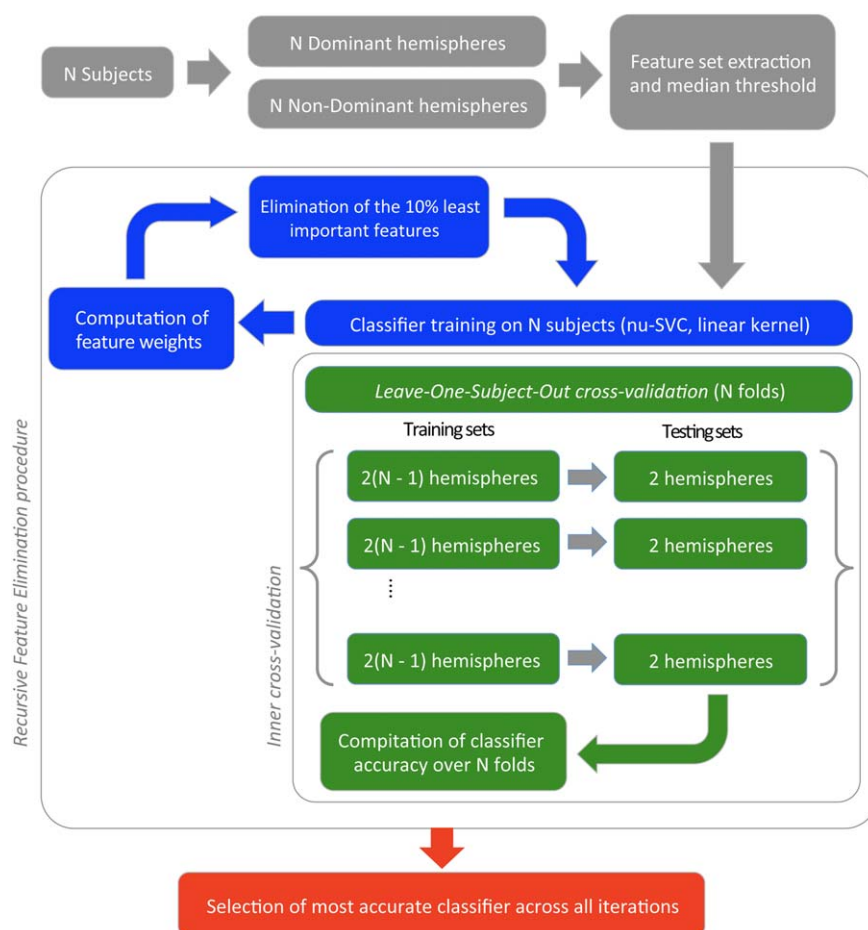 N Subjects
N Dominant hemispheres
N Non-Dominant hemispheres
Feature set extraction
and median threshold
Elimination of the 10% least
important features
Computation of
feature weights
Classifier training on N subjects (nu-SVC, linear kernel)
Leave-One-Subject-Out cross-validation (N folds)
Training sets
Testing sets
2(N - 1) hemispheres
2 hemispheres
2(N - 1) hemispheres
2 hemispheres
....
2(N - 1) hemispheres
2 hemispheres
Compitation of classifier
accuracy over N folds
Inner cross-validation
Recursive Feature Elimination procedure
Selection of most accurate classifier across all iterations